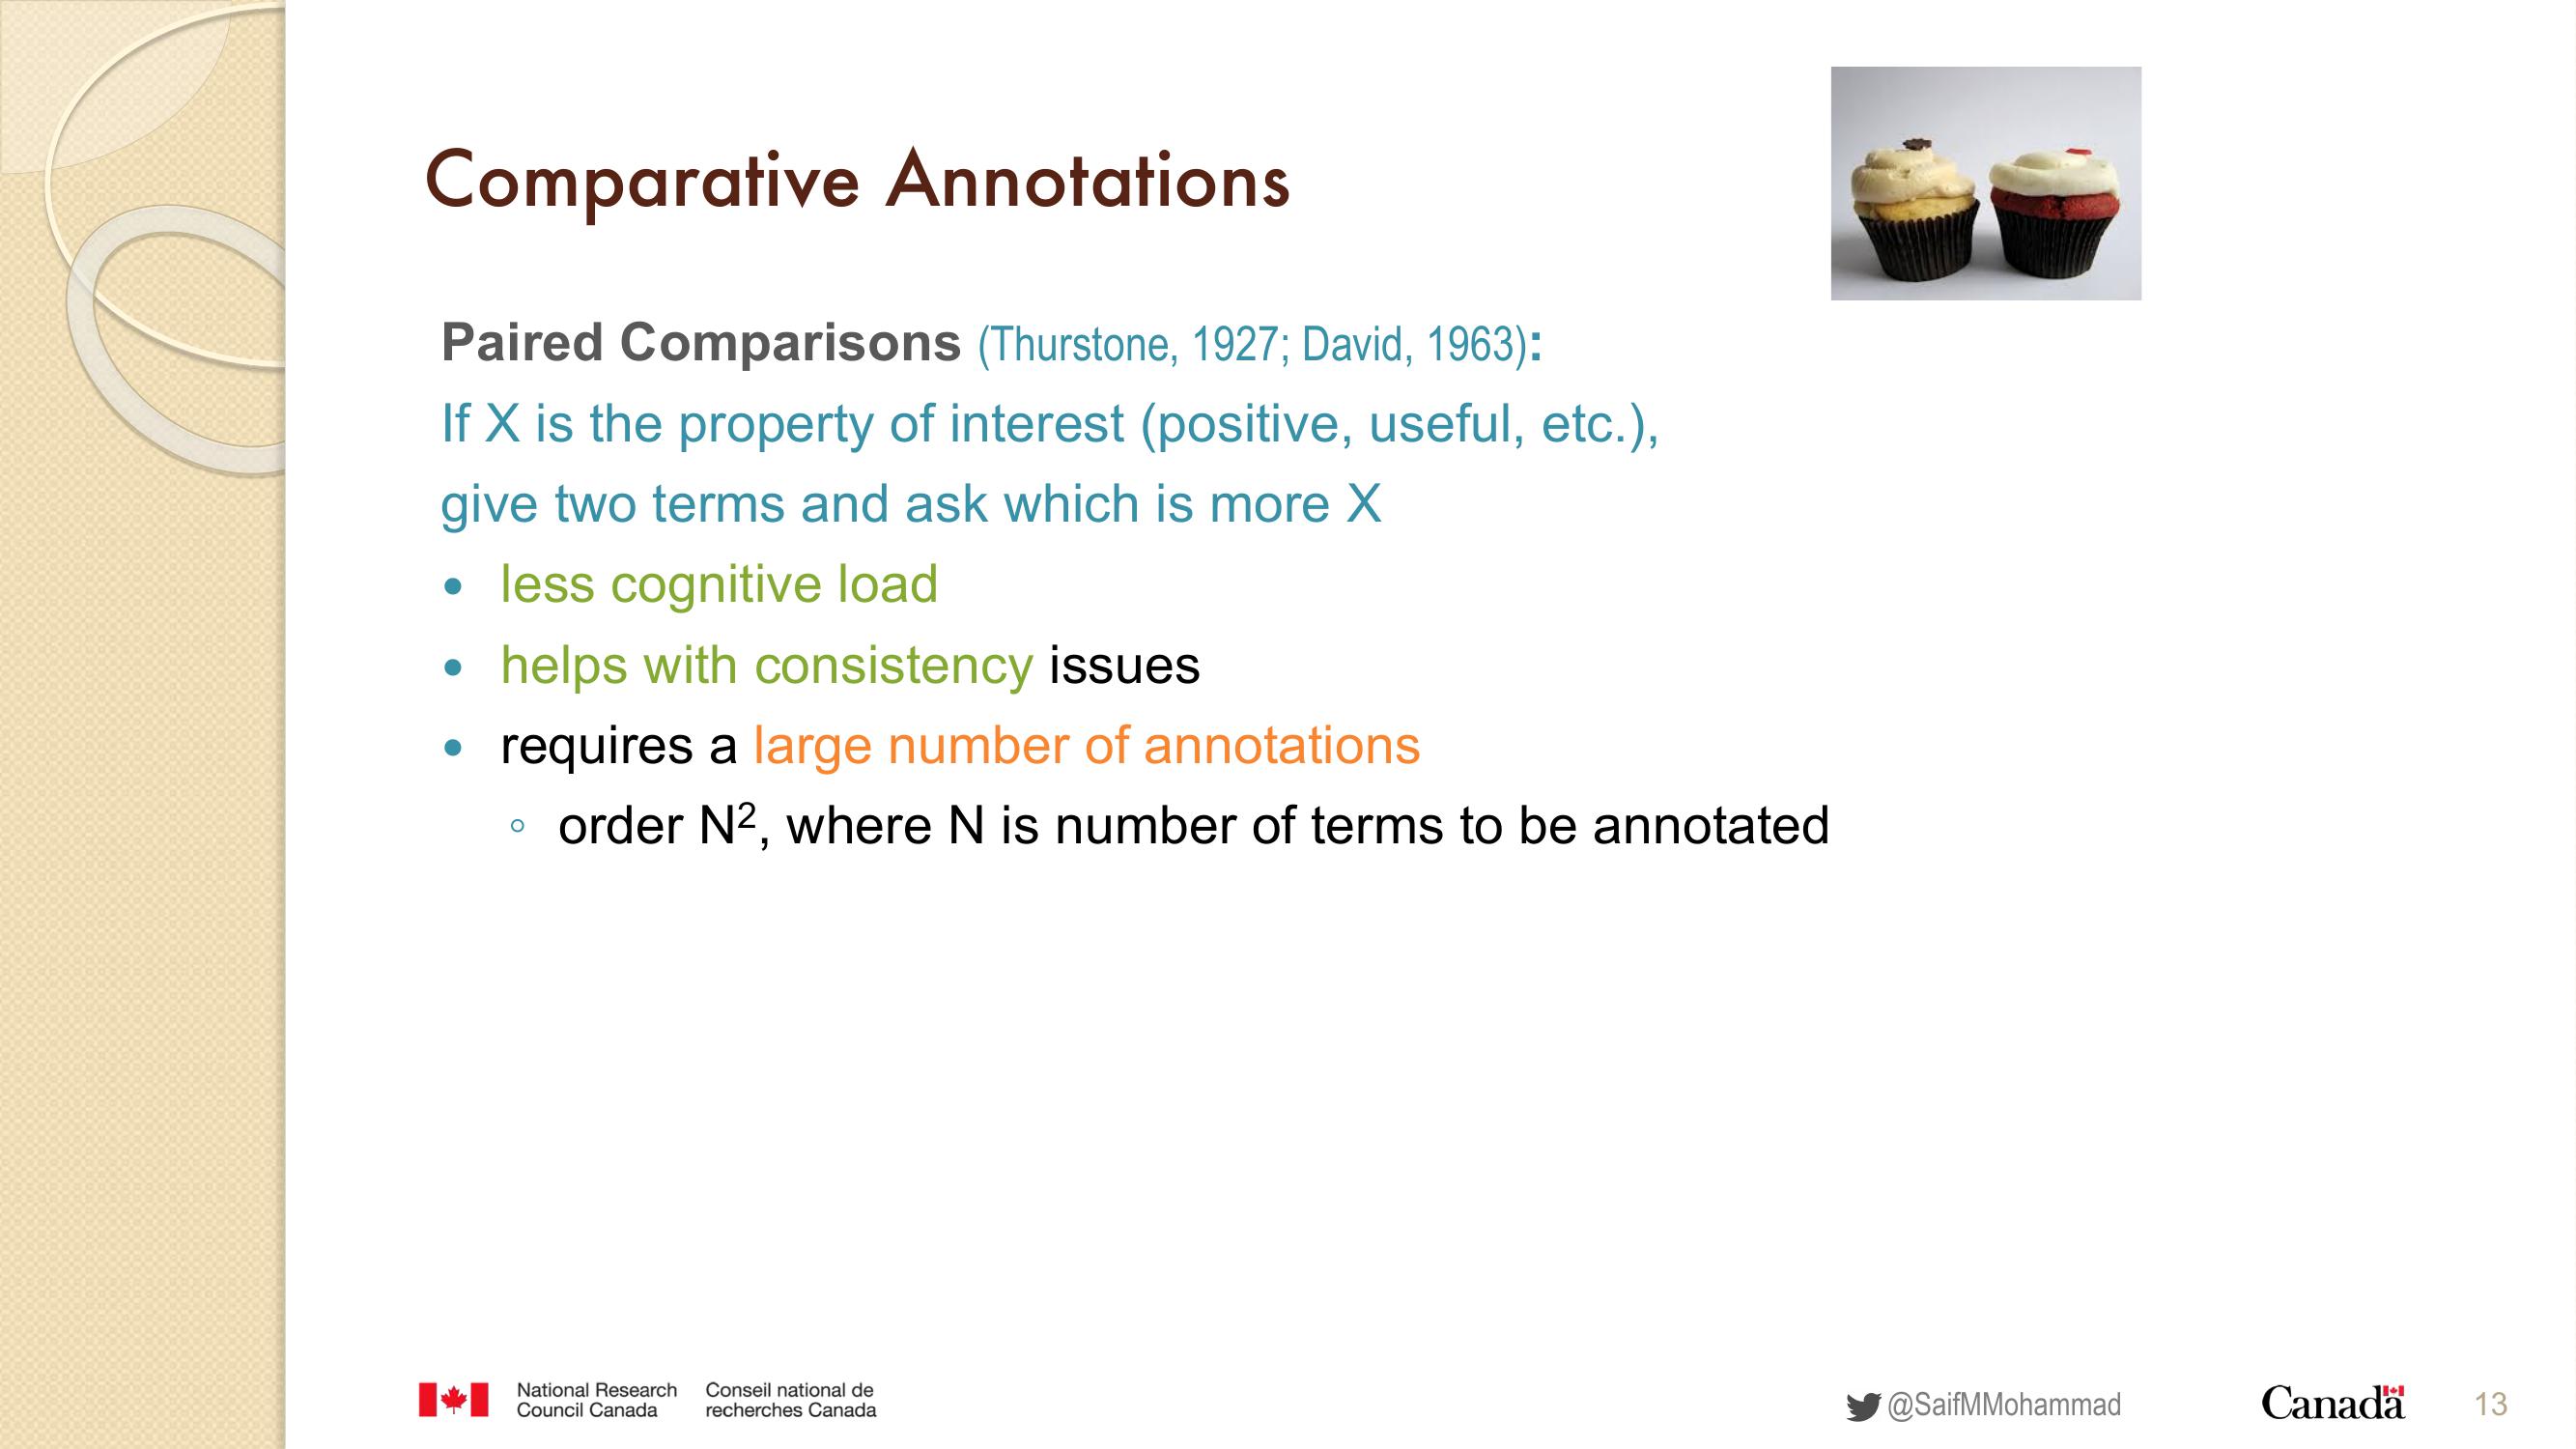 Comparative Annotations
Paired Comparisons (Thurstone, 1927; David, 1963):
If X is the property of interest (positive, useful, etc.),
give two terms and ask which is more X
• less cognitive load
• helps with consistency issues
• requires a large number of annotations
◦ order N², where N is number of terms to be annotated
National Research Council Canada
Conseil national de recherches Canada
@SaifMMohammad
Canada
13